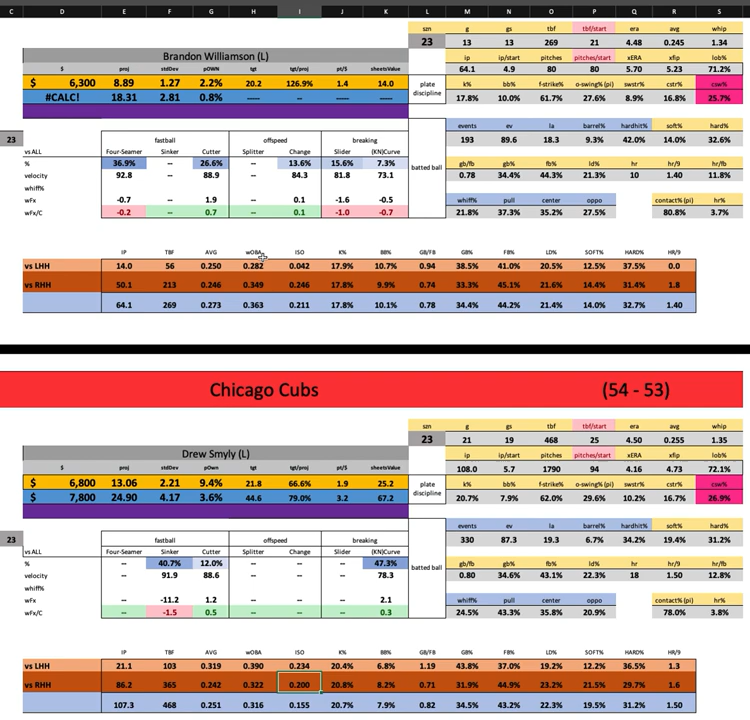 C D E F G H I J K L M N O P Q R S
szn g gs tbf tbf/start era avg whip
23 13 13 269 21 4.48 0.245 1.34
Brandon Williamson (L) ip ip/start pitches pitches/start xERA xfip lob%
$ proj stdDev pOWN tgt tgt/proj pt/$ sheetsValue 64.1 4.9 80 80 5.70 5.23 71.2%
$ 6,300 8.89 1.27 2.2% 20.2 126.9% 1.4 14.0 plate discipline k% bb% f-strike% o-swing% (pi) swstr% cstr% csw%
#CALC! 18.31 2.81 0.8% ---- -- ---- 17.8% 10.0% 61.7% 27.6% 8.9% 16.8% 25.7%
events ev la barrel% hardhit% soft% hard%
23 fastball offspeed breaking 193 89.6 18.3 9.3% 42.0% 14.0% 32.6%
vs ALL Four-Seamer Sinker Cutter Splitter Change Slider (KN)Curve batted ball
% 36.9% -- 26.6% -- 13.6% 15.6% 7.3% gb/fb gb% fb% ld% hr hr/9 hr/fb
velocity 92.8 -- 88.9 -- 84.3 81.8 73.1 0.78 34.4% 44.3% 21.3% 10 1.40 11.8%
whiff%
wFx -0.7 1.9 0.1 -1.6 -0.5 whiff% pull center oppo contact% (pi) hr%
wFx/C -0.2 -- 0.7 -- 0.1 -1.0 -0.7 21.8% 37.3% 35.2% 27.5% 80.8% 3.7%
IP TBF AVG wOBA ISO K% BB% GB/FB GB% FB% LD% SOFT% HARD% HR/9
vs LHH 14.0 56 0.250 0.282 0.042 17.9% 10.7% 0.94 38.5% 41.0% 20.5% 12.5% 37.5% 0.0
vs RHH 50.1 213 0.246 0.349 0.246 17.8% 9.9% 0.74 33.3% 45.1% 21.6% 14.4% 31.4% 1.8
64.1 269 0.273 0.363 0.211 17.8% 10.1% 0.78 34.4% 44.2% 21.4% 14.0% 32.7% 1.40
Chicago Cubs (54 - 53)
szn g gs tbf tbf/start era avg whip
23 21 19 468 25 4.50 0.255 1.35
Drew Smyly (L) ip ip/start pitches pitches/start xERA xfip lob%
$ proj stdDev pOwn tgt tgt/proj pt/$ sheetsValue 108.0 5.7 1790 94 4.16 4.73 72.1%
$ 6,800 13.06 2.21 9.4% 21.8 66.6% 1.9 25.2 plate discipline k% bb% f-strike% o-swing% (pi) swstr% cstr% csw%
$ 7,800 24.90 4.17 3.6% 44.6 79.0% 3.2 67.2 20.7% 7.9% 62.0% 29.6% 10.2% 16.7% 26.9%
events ev la barrel% hardhit% soft% hard%
23 fastball offspeed breaking 330 87.3 19.3 6.7% 34.2% 19.4% 31.2%
vs ALL Four-Seamer Sinker Cutter Splitter Change Slider (KN)Curve batted ball
% -- 40.7% 12.0% -- -- -- 47.3% gb/fb gb% fb% ld% hr hr/9 hr/fb
velocity -- 91.9 88.6 -- -- -- 78.3 0.80 34.6% 43.1% 22.3% 18 1.50 12.8%
whiff%
wFx -11.2 1.2 2.1 whiff% pull center oppo contact% (pi) hr%
wFx/C -- -1.5 0.5 -- -- -- 0.3 24.5% 43.3% 35.8% 20.9% 78.0% 3.8%
IP TBF AVG wOBA ISO K% BB% GB/FB GB% FB% LD% SOFT% HARD% HR/9
vs LHH 21.1 103 0.319 0.390 0.234 20.4% 6.8% 1.19 43.8% 37.0% 19.2% 12.2% 36.5% 1.3
vs RHH 86.2 365 0.242 0.322 0.200 20.8% 8.2% 0.71 31.9% 44.9% 23.2% 21.5% 29.7% 1.6
107.3 468 0.251 0.316 0.155 20.7% 7.9% 0.82 34.5% 42.2% 22.3% 19.5% 31.2% 1.50